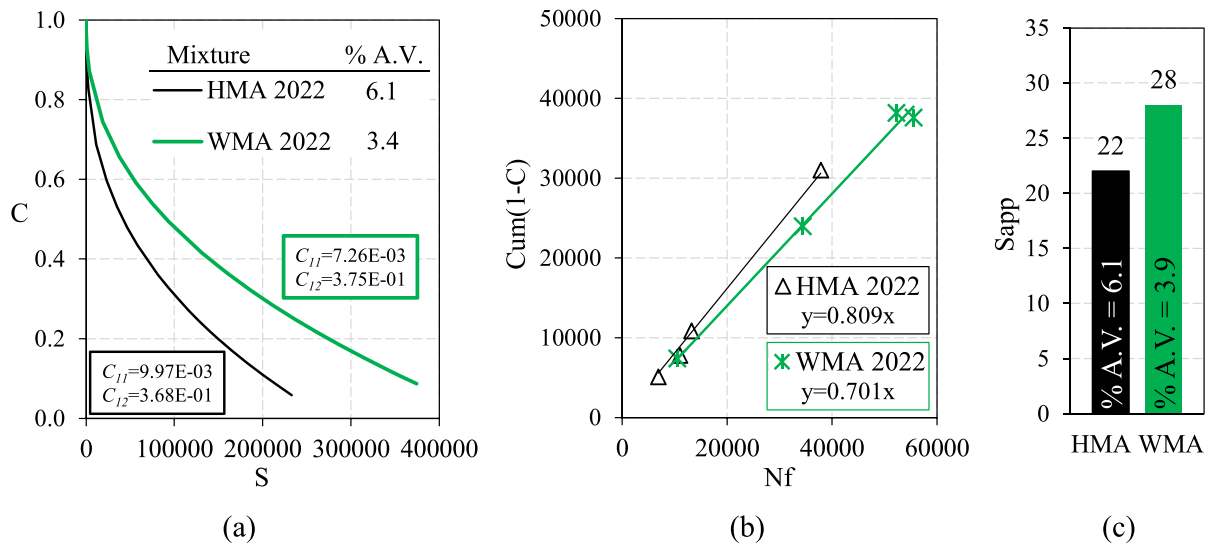 1.0
0.8
0.6
0.4
0.2
0.0
C
Mixture % A.V.
HMA 2022 6.1
WMA 2022 3.4
C11=7.26E-03
C12=3.75E-01
C11=9.97E-03
C12=3.68E-01
0 100000 200000 300000 400000
S
(a)
50000
40000
30000
20000
10000
0
Cum(1-C)
HMA 2022
y=0.809x
WMA 2022
y=0.701x
0 20000 40000 60000
Nf
(b)
35
30
25
20
15
10
5
0
Sapp
22
28
% A.V. = 6.1
% A.V. = 3.9
HMA WMA
(c)